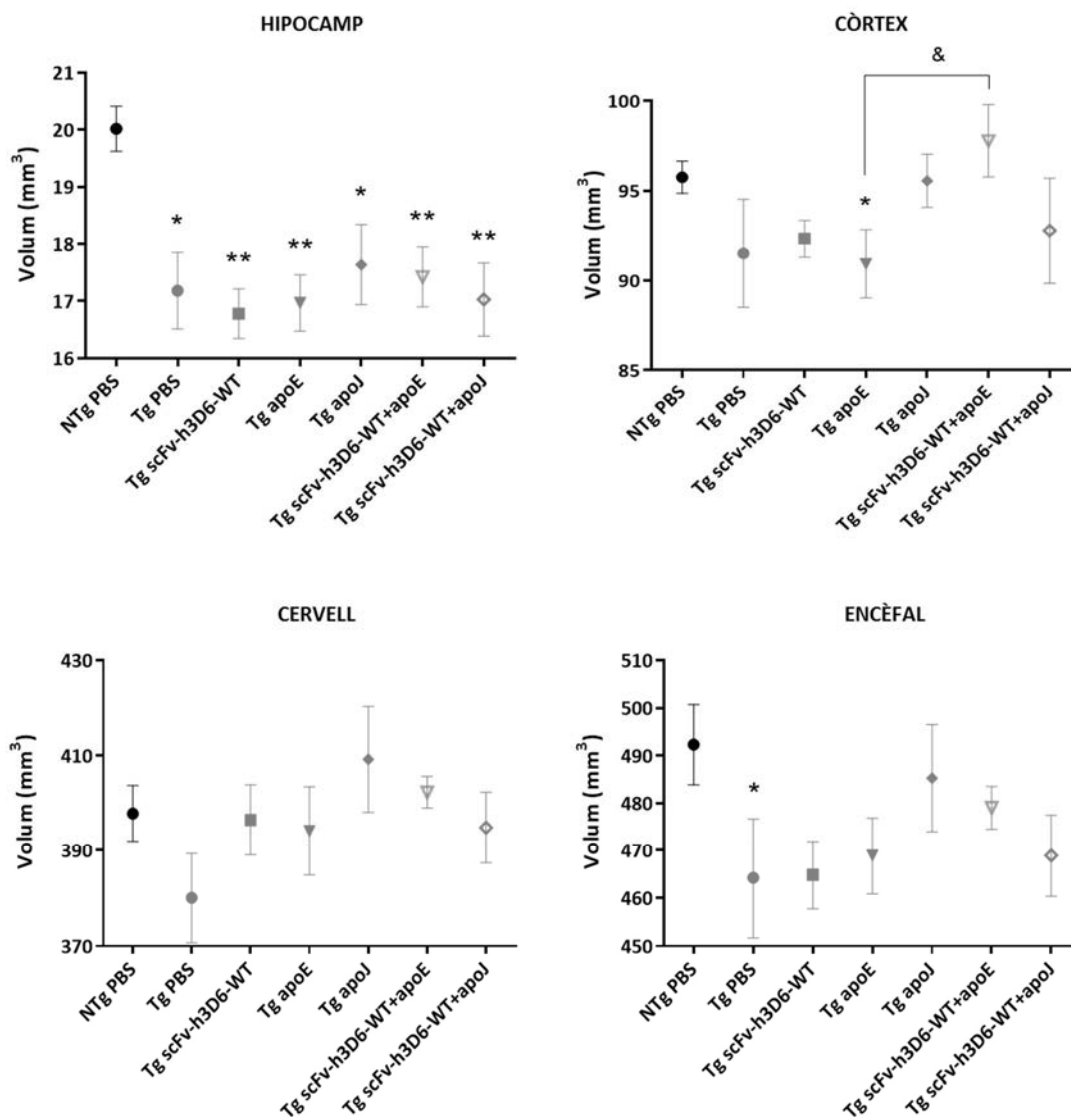 HIPOCAMP
Volum (mm³)
21
20
19
18
17
16
*
**
**
*
**
**
NTg PBS
Tg PBS
Tg scFv-h3D6-WT
Tg apoE
Tg apoJ
Tg scFv-h3D6-WT+apoE
Tg scFv-h3D6-WT+apoJ
CÒRTEX
Volum (mm³)
100
95
90
85
&
*
NTg PBS
Tg PBS
Tg scFv-h3D6-WT
Tg apoE
Tg apoJ
Tg scFv-h3D6-WT+apoE
Tg scFv-h3D6-WT+apoJ
CERVELL
Volum (mm³)
430
410
390
370
NTg PBS
Tg PBS
Tg scFv-h3D6-WT
Tg apoE
Tg apoJ
Tg scFv-h3D6-WT+apoE
Tg scFv-h3D6-WT+apoJ
ENCÈFAL
Volum (mm³)
510
500
490
480
470
460
450
*
NTg PBS
Tg PBS
Tg scFv-h3D6-WT
Tg apoE
Tg apoJ
Tg scFv-h3D6-WT+apoE
Tg scFv-h3D6-WT+apoJ